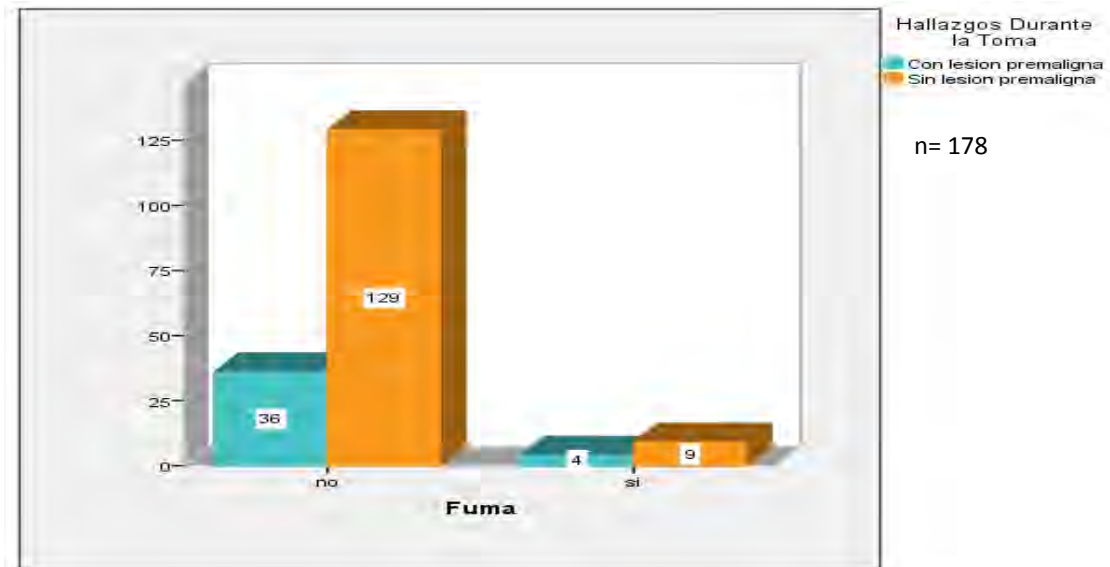 Hallazgos Durante
la Toma
Con lesion premaligna
Sin lesion premaligna
n= 178
125
100
75
50
25
0
129
36
4
9
no
si
Fuma